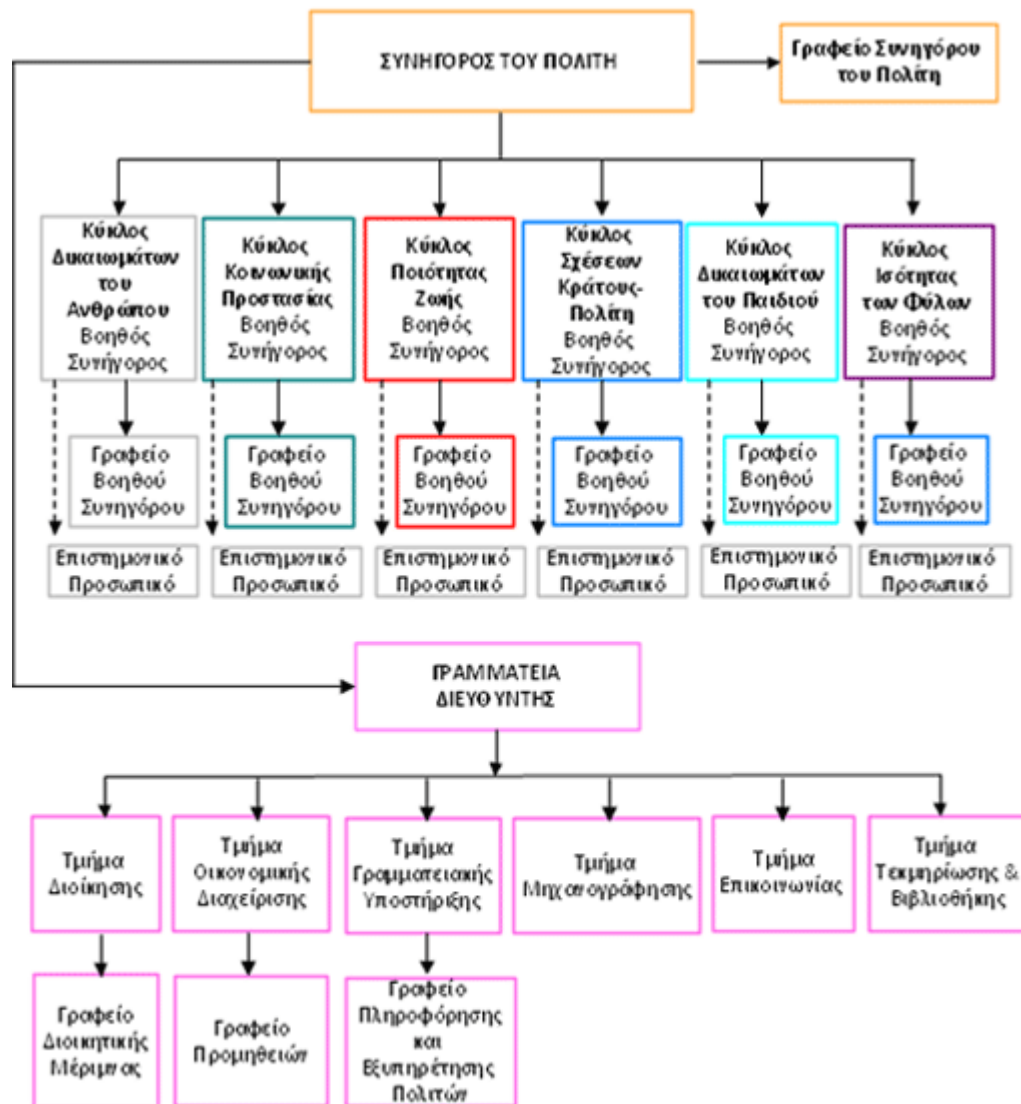 ΣΥΝΗΓΟΡΟΣ ΤΟΥ ΠΟΛΙΤΗ
Γραφείο Συνηγόρου
του Πολίτη
Κύκλος
Δικαιωμάτων
του
Ανθρώπου
Βοηθός
Συνήγορος
Κύκλος
Κοινωνικής
Προστασίας
Βοηθός
Συνήγορος
Κύκλος
Ποιότητας
Ζωής
Βοηθός
Συνήγορος
Κύκλος
Σχέσεων
Κράτους-
Πολίτη
Βοηθός
Συνήγορος
Κύκλος
Δικαιωμάτων
του Παιδιού
Βοηθός
Συνήγορος
Κύκλος
Ισότητας
των Φύλων
Βοηθός
Συνήγορος
Γραφείο
Βοηθού
Συνηγόρου
Γραφείο
Βοηθού
Συνηγόρου
Γραφείο
Βοηθού
Συνηγόρου
Γραφείο
Βοηθού
Συνηγόρου
Γραφείο
Βοηθού
Συνηγόρου
Γραφείο
Βοηθού
Συνηγόρου
Επιστημονικό
Προσωπικό
Επιστημονικό
Προσωπικό
Επιστημονικό
Προσωπικό
Επιστημονικό
Προσωπικό
Επιστημονικό
Προσωπικό
Επιστημονικό
Προσωπικό
ΓΡΑΜΜΑΤΕΙΑ
ΔΙΕΥΘΥΝΤΗΣ
Τμήμα
Διοίκησης
Τμήμα
Οικονομικής
Διαχείρισης
Τμήμα
Γραμματειακής
Υποστήριξης
Τμήμα
Μηχανογράφησης
Τμήμα
Επικοινωνίας
Τμήμα
Τεκμηρίωσης &
Βιβλιοθήκης
Γραφείο
Διοικητικής
Μέριμνας
Γραφείο
Προμηθειών
Γραφείο
Πληροφόρησης
και
Εξυπηρέτησης
Πολιτών